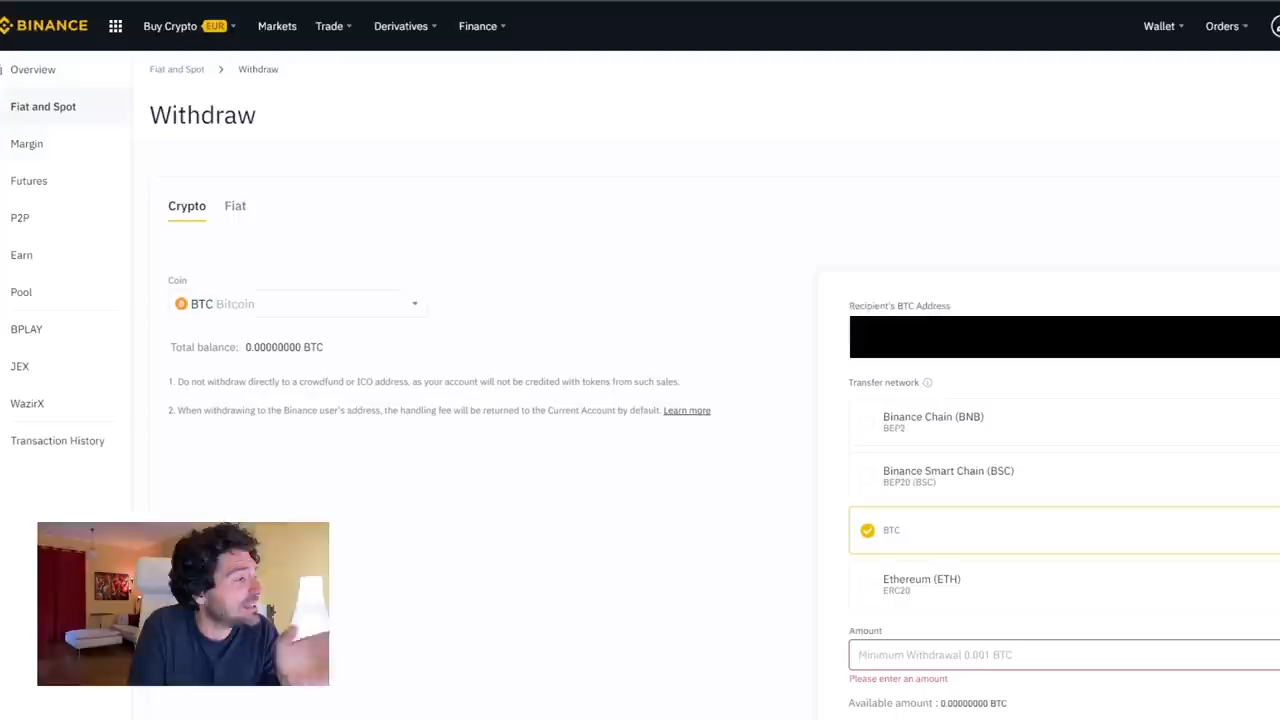 BINANCE
Buy Crypto EUR
Markets
Trade
Derivatives
Finance
Wallet
Orders
Overview
Fiat and Spot
Margin
Futures
P2P
Earn
Pool
BPLAY
JEX
WazirX
Transaction History
Fiat and Spot > Withdraw
Withdraw
Crypto
Fiat
Coin
BTC Bitcoin
Total balance: 0.00000000 BTC
1. Do not withdraw directly to a crowdfund or ICO address, as your account will not be credited with tokens from such sales.
2. When withdrawing to the Binance user's address, the handling fee will be returned to the Current Account by default. Learn more
Recipient's BTC Address
Transfer network
Binance Chain (BNB)
BEP2
Binance Smart Chain (BSC)
BEP20 (BSC)
BTC
Ethereum (ETH)
ERC20
Amount
Minimum Withdrawal 0.001 BTC
Please enter an amount
Available amount : 0.00000000 BTC